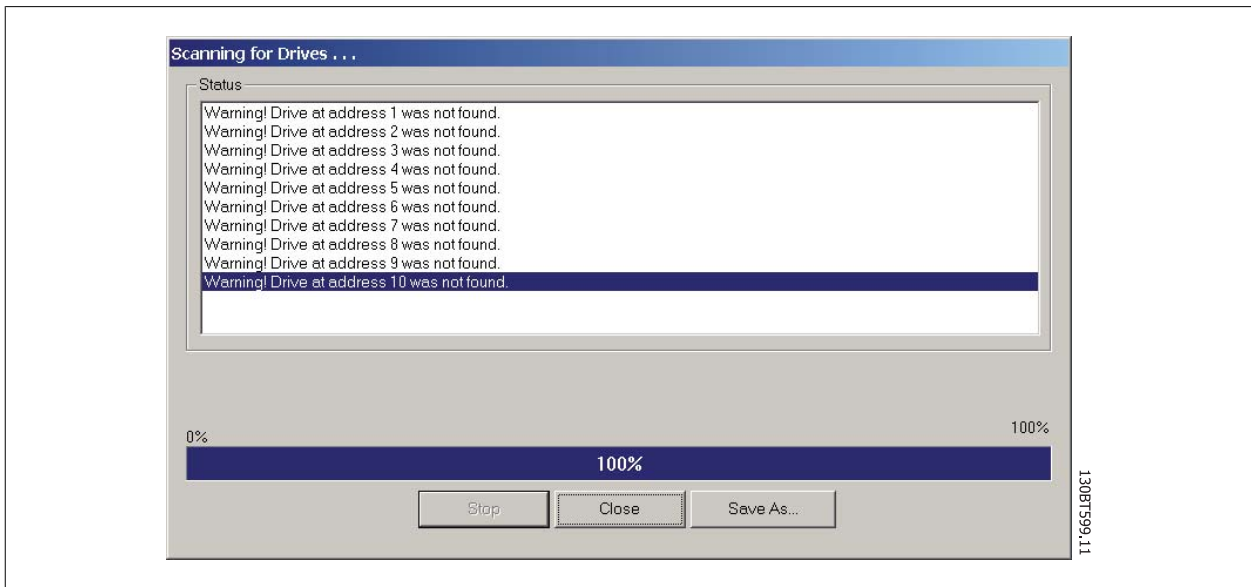 Scanning for Drives . . .
Status
Warning! Drive at address 1 was not found.
Warning! Drive at address 2 was not found.
Warning! Drive at address 3 was not found.
Warning! Drive at address 4 was not found.
Warning! Drive at address 5 was not found.
Warning! Drive at address 6 was not found.
Warning! Drive at address 7 was not found.
Warning! Drive at address 8 was not found.
Warning! Drive at address 9 was not found.
Warning! Drive at address 10 was not found.
0%
100%
100%
Stop
Close
Save As...
130BT599.11